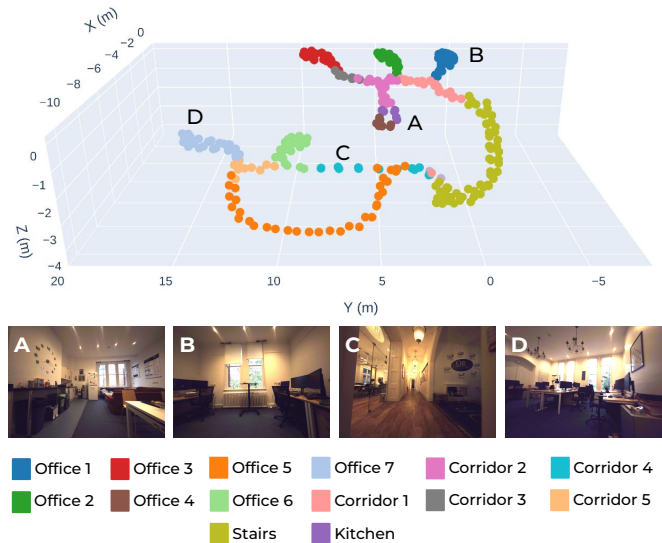 X (m)
0
−2
−4
−6
−8
−10
B
D
A
C
0
−1
−2
−3
−4
Z (m)
20
15
10
5
0
−5
Y (m)
A
B
C
D
Office 1
Office 3
Office 5
Office 7
Corridor 2
Corridor 4
Office 2
Office 4
Office 6
Corridor 1
Corridor 3
Corridor 5
Stairs
Kitchen